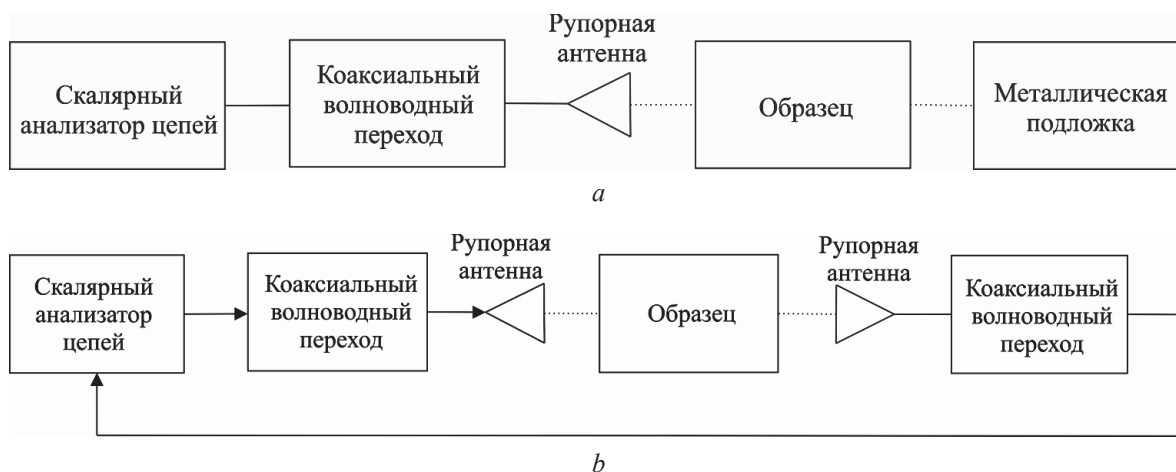 Рупорная
антенна
Скалярный
анализатор цепей
Коаксиальный
волноводный
переход
Образец
Металлическая
подложка
a
Рупорная
антенна
Рупорная
антенна
Скалярный
анализатор
цепей
Коаксиальный
волноводный
переход
Образец
Коаксиальный
волноводный
переход
b